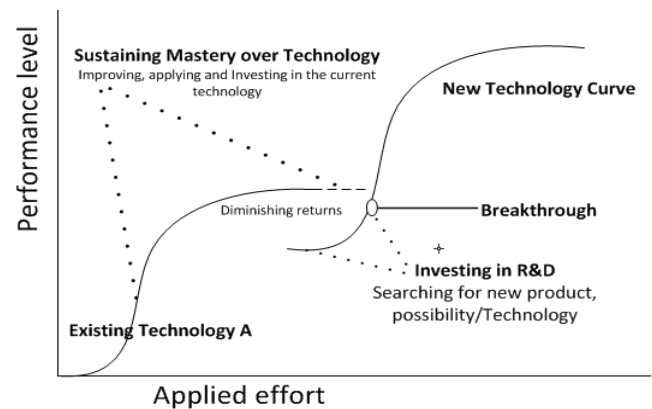 Performance level
Sustaining Mastery over Technology
Improving, applying and Investing in the current
technology
New Technology Curve
Diminishing returns
Breakthrough
Investing in R&D
Searching for new product,
possibility/Technology
Existing Technology A
Applied effort